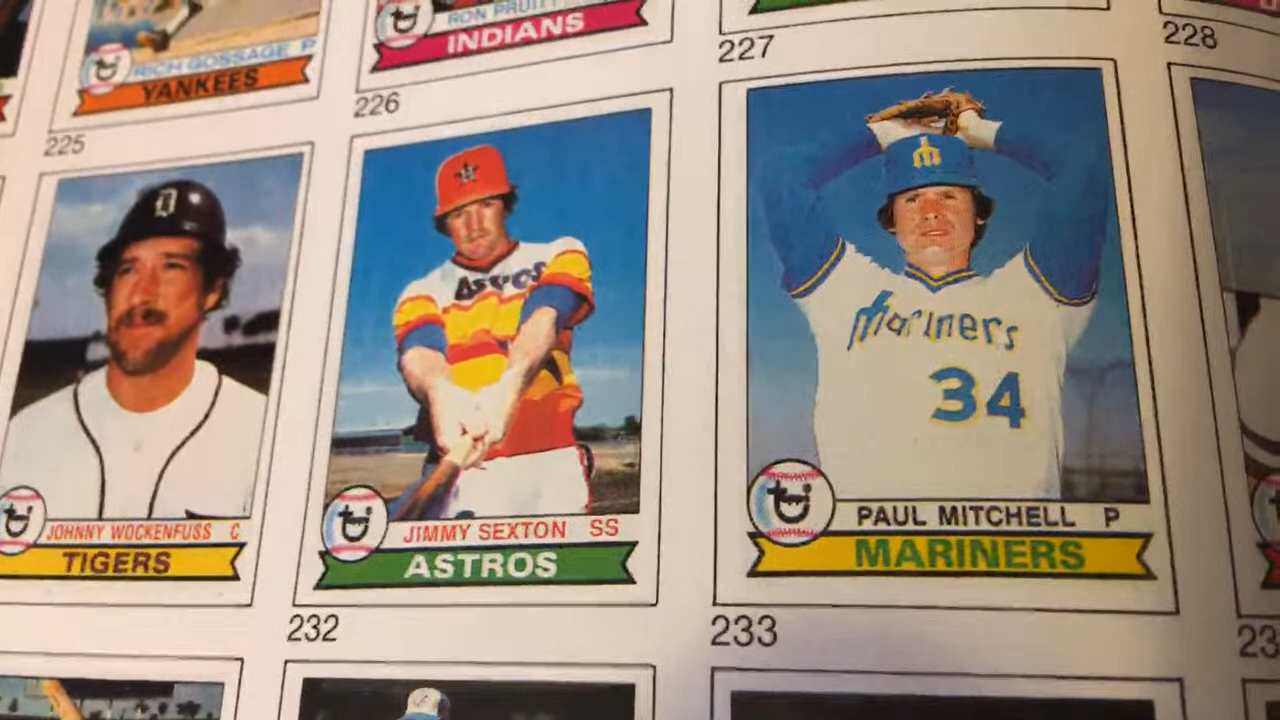 RICH GOSSAGE P
YANKEES
RON PRUITT
INDIANS
225
226
227
228
D
JOHNNY WOCKENFUSS C
TIGERS
Astros
JIMMY SEXTON SS
ASTROS
mariners
34
PAUL MITCHELL P
MARINERS
232
233